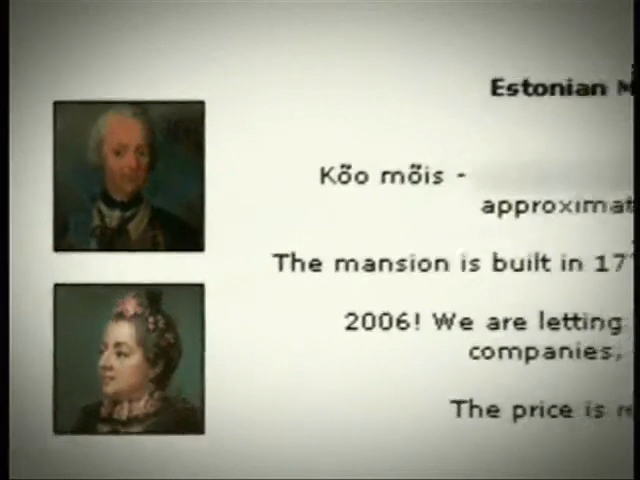 Estonian
Kõo mõis -
approximat
The mansion is built in 17
2006! We are letting
companies,
The price is